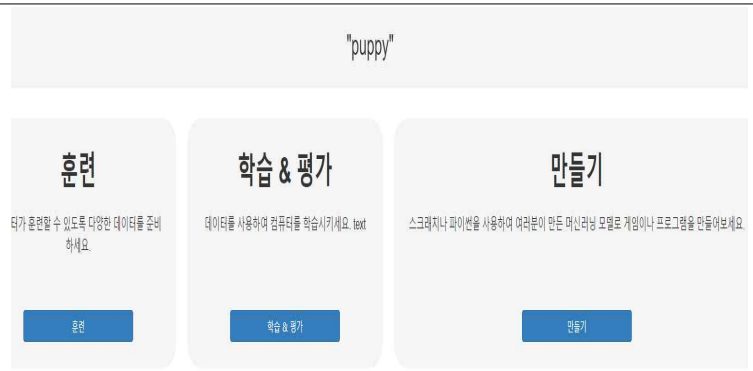 "puppy"
훈련
터가 훈련할 수 있도록 다양한 데이터를 준비
하세요.
훈련
학습 & 평가
데이터를 사용하여 컴퓨터를 학습시키세요. text
학습 & 평가
만들기
스크래치나 파이썬을 사용하여 여러분이 만든 머신러닝 모델로 게임이나 프로그램을 만들어보세요.
만들기